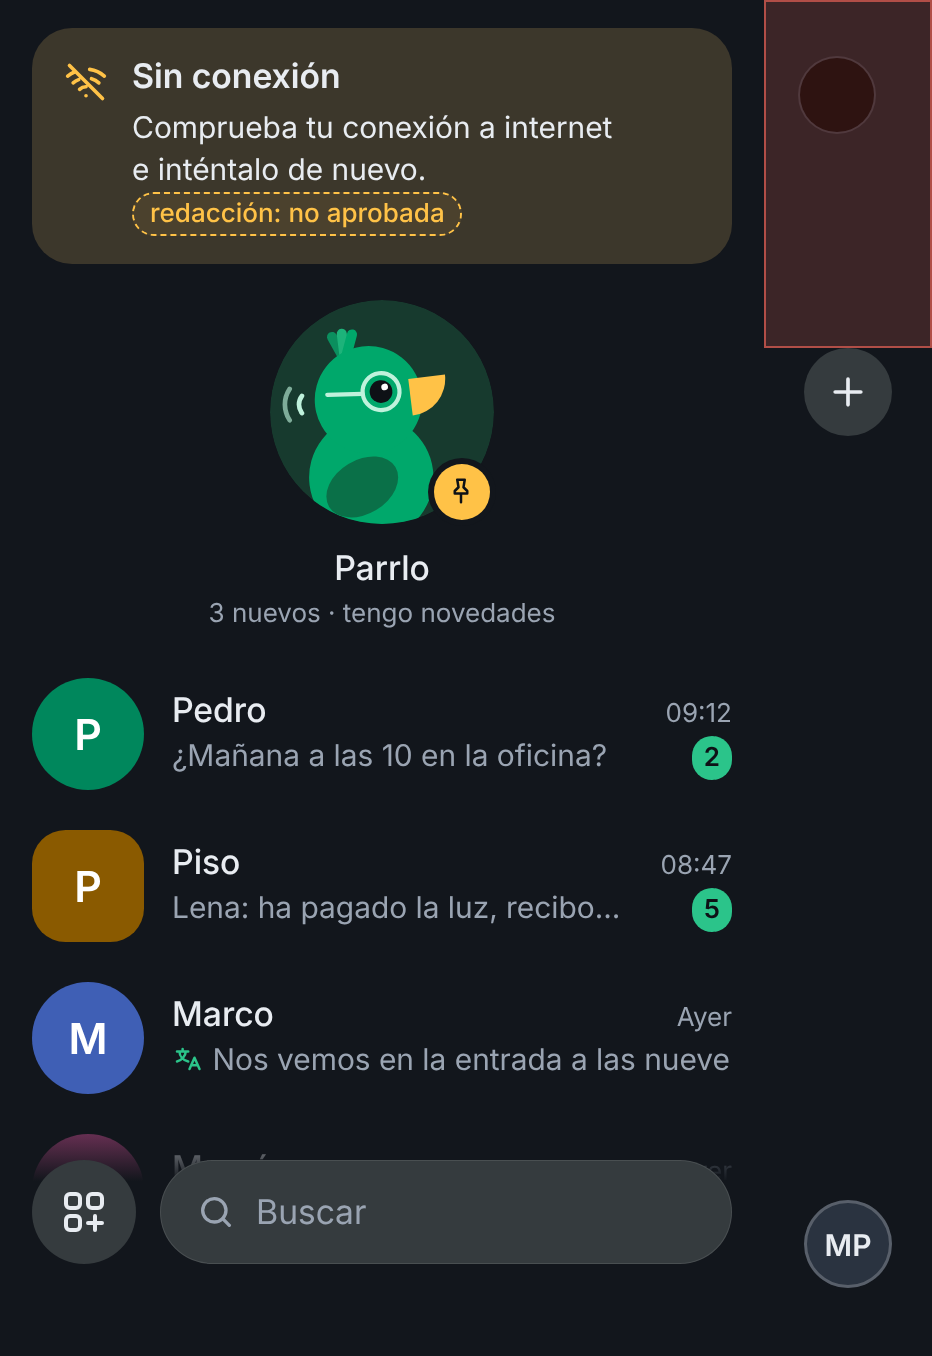 Sin conexión
Comprueba tu conexión a internet
e inténtalo de nuevo.
redacción: no aprobada
Parrlo
3 nuevos · tengo novedades
P
Pedro
09:12
¿Mañana a las 10 en la oficina?
2
P
Piso
08:47
Lena: ha pagado la luz, recibo...
5
M
Marco
Ayer
Nos vemos en la entrada a las nueve
Buscar
MP